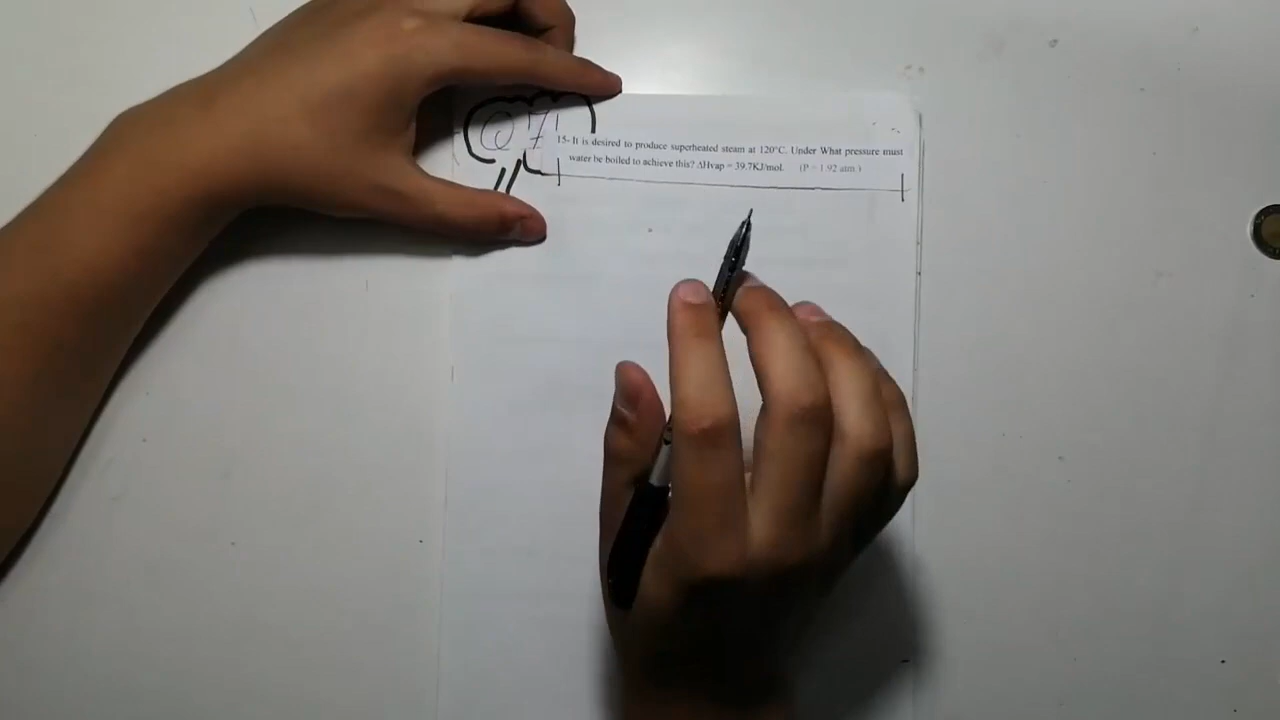 Q7
15- It is desired to produce superheated steam at 120°C. Under What pressure must
water be boiled to achieve this? ΔHvap = 39.7KJ/mol. (P = 1.92 atm.)